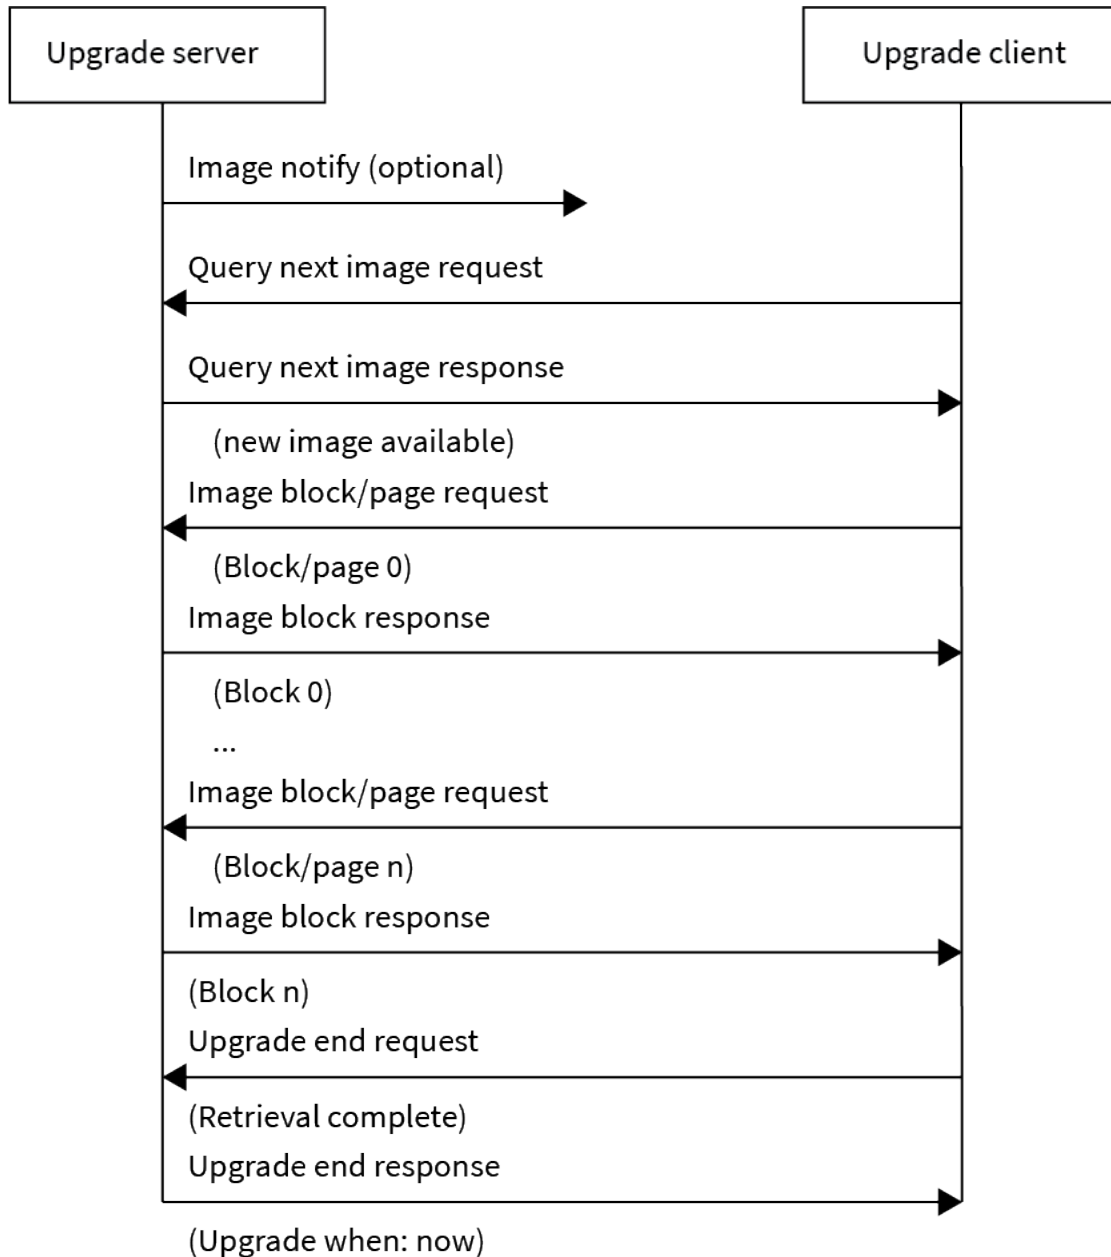 Upgrade server
Upgrade client
Image notify (optional)
Query next image request
Query next image response
(new image available)
Image block/page request
(Block/page 0)
Image block response
(Block 0)
...
Image block/page request
(Block/page n)
Image block response
(Block n)
Upgrade end request
(Retrieval complete)
Upgrade end response
(Upgrade when: now)